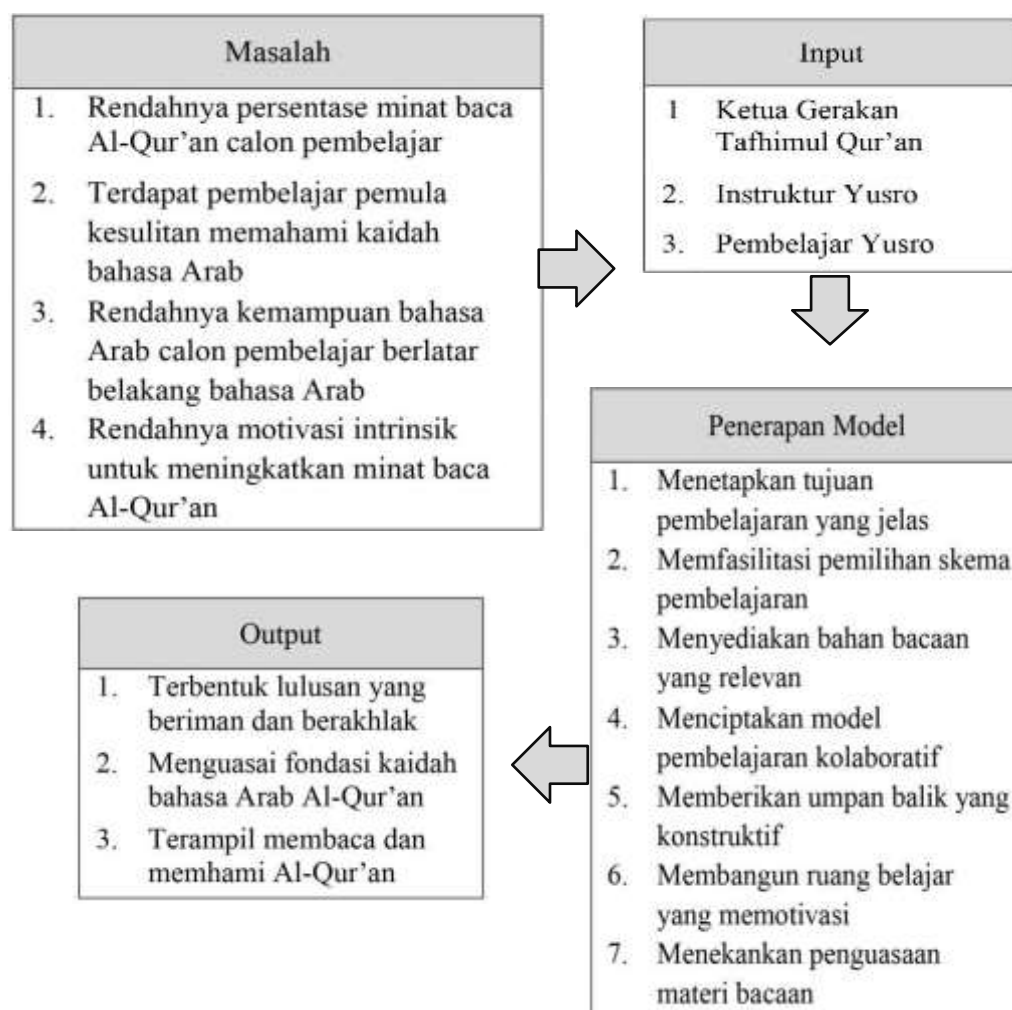 Masalah
1. Rendahnya persentase minat baca
Al-Qur’an calon pembelajar
2. Terdapat pembelajar pemula
kesulitan memahami kaidah
bahasa Arab
3. Rendahnya kemampuan bahasa
Arab calon pembelajar berlatar
belakang bahasa Arab
4. Rendahnya motivasi intrinsik
untuk meningkatkan minat baca
Al-Qur’an
Input
1 Ketua Gerakan
Tafhimul Qur’an
2. Instruktur Yusro
3. Pembelajar Yusro
Penerapan Model
1. Menetapkan tujuan
pembelajaran yang jelas
2. Memfasilitasi pemilihan skema
pembelajaran
3. Menyediakan bahan bacaan
yang relevan
4. Menciptakan model
pembelajaran kolaboratif
5. Memberikan umpan balik yang
konstruktif
6. Membangun ruang belajar
yang memotivasi
7. Menekankan penguasaan
materi bacaan
Output
1. Terbentuk lulusan yang
beriman dan berakhlak
2. Menguasai fondasi kaidah
bahasa Arab Al-Qur’an
3. Terampil membaca dan
memhami Al-Qur’an